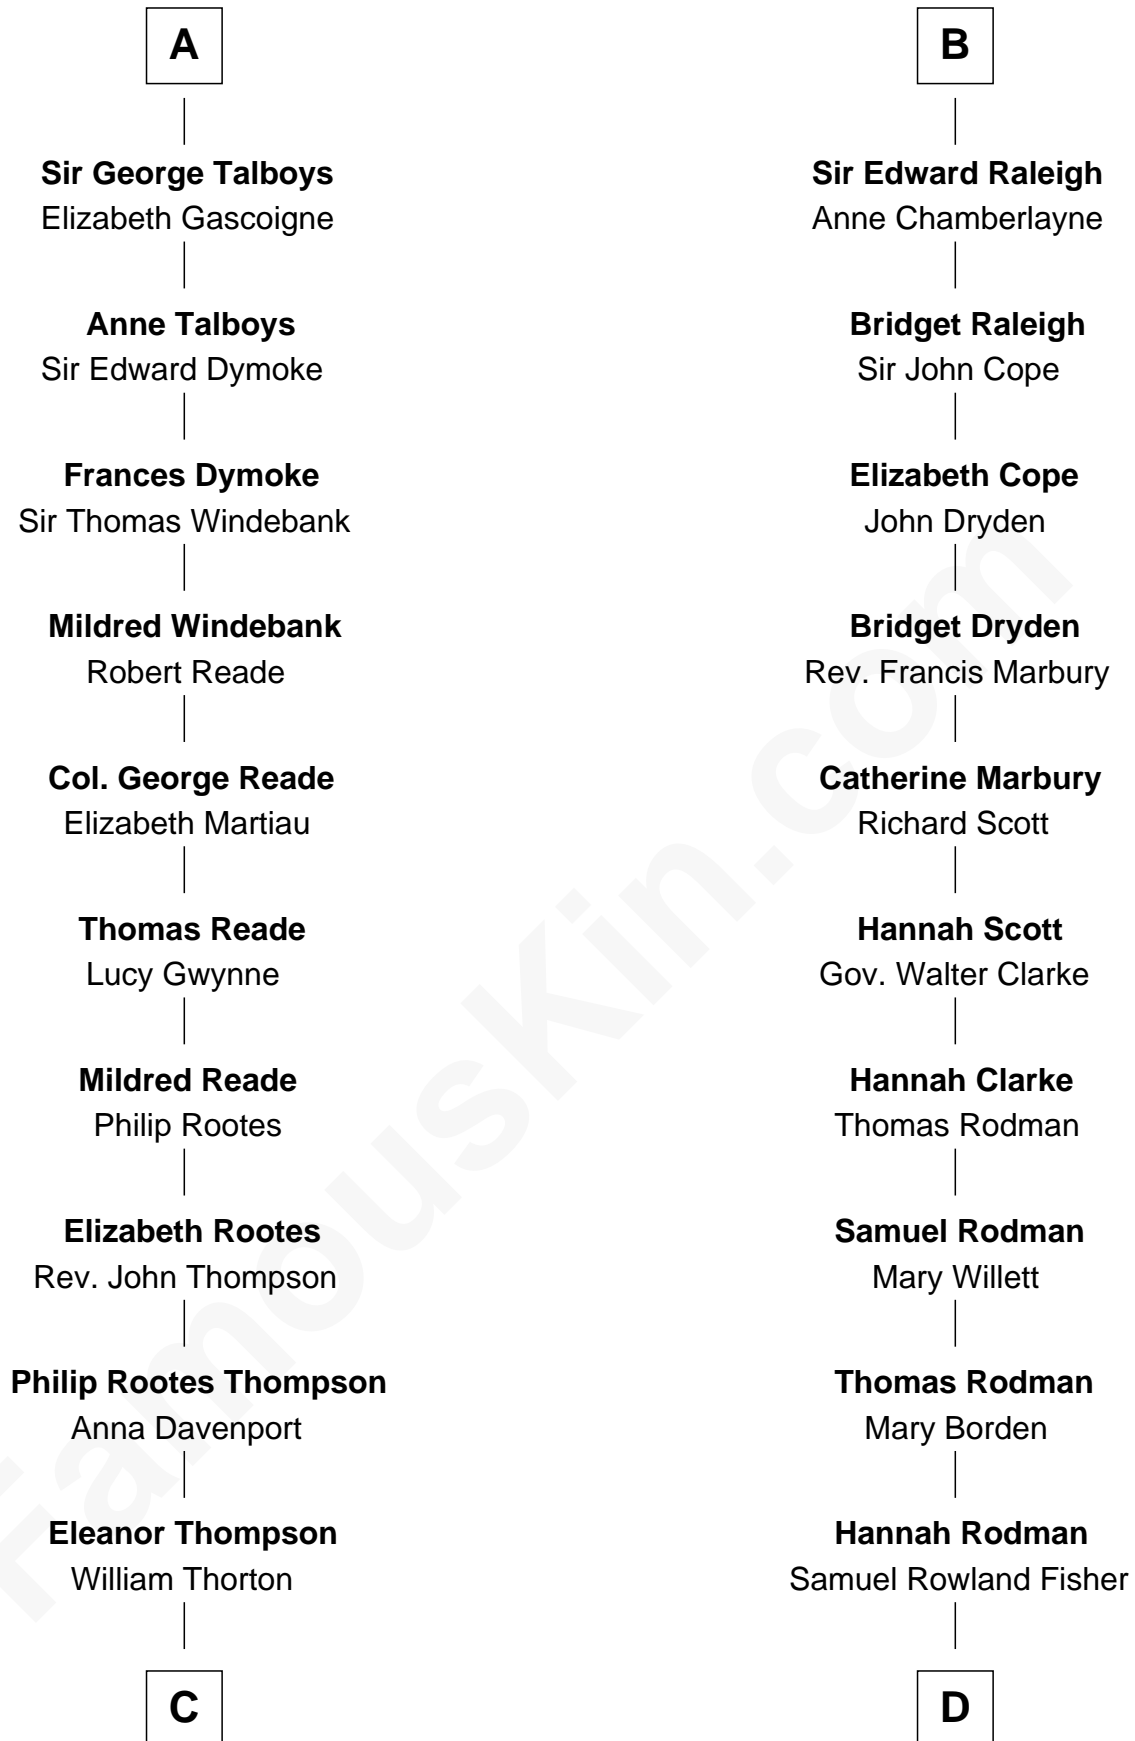 A
Sir George Talboys
Elizabeth Gascoigne
Anne Talboys
Sir Edward Dymoke
Frances Dymoke
Sir Thomas Windebank
Mildred Windebank
Robert Reade
Col. George Reade
Elizabeth Martiau
Thomas Reade
Lucy Gwynne
Mildred Reade
Philip Rootes
Elizabeth Rootes
Rev. John Thompson
Philip Rootes Thompson
Anna Davenport
Eleanor Thompson
William Thorton
C
B
Sir Edward Raleigh
Anne Chamberlayne
Bridget Raleigh
Sir John Cope
Elizabeth Cope
John Dryden
Bridget Dryden
Rev. Francis Marbury
Catherine Marbury
Richard Scott
Hannah Scott
Gov. Walter Clarke
Hannah Clarke
Thomas Rodman
Samuel Rodman
Mary Willett
Thomas Rodman
Mary Borden
Hannah Rodman
Samuel Rowland Fisher
D
FamousKin.com